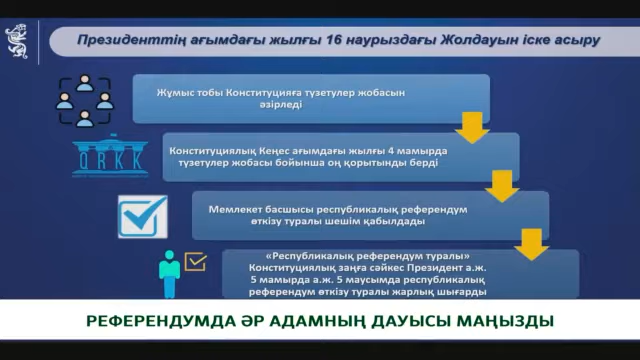 Президенттің ағымдағы жылғы 16 наурыздағы Жолдауын іске асыру
Жұмыс тобы Конституцияға түзетулер жобасын
әзірледі
QRKK
Конституциялық Кеңес ағымдағы жылғы 4 мамырда
түзетулер жобасы бойынша оң қорытынды берді
Мемлекет басшысы республикалық референдум
өткізу туралы шешім қабылдады
«Республикалық референдум туралы»
Конституциялық заңға сәйкес Президент а.ж.
5 мамырда а.ж. 5 маусымда республикалық
референдум өткізу туралы жарлық шығарды
РЕФЕРЕНДУМДА ӘР АДАМНЫҢ ДАУЫСЫ МАҢЫЗДЫ